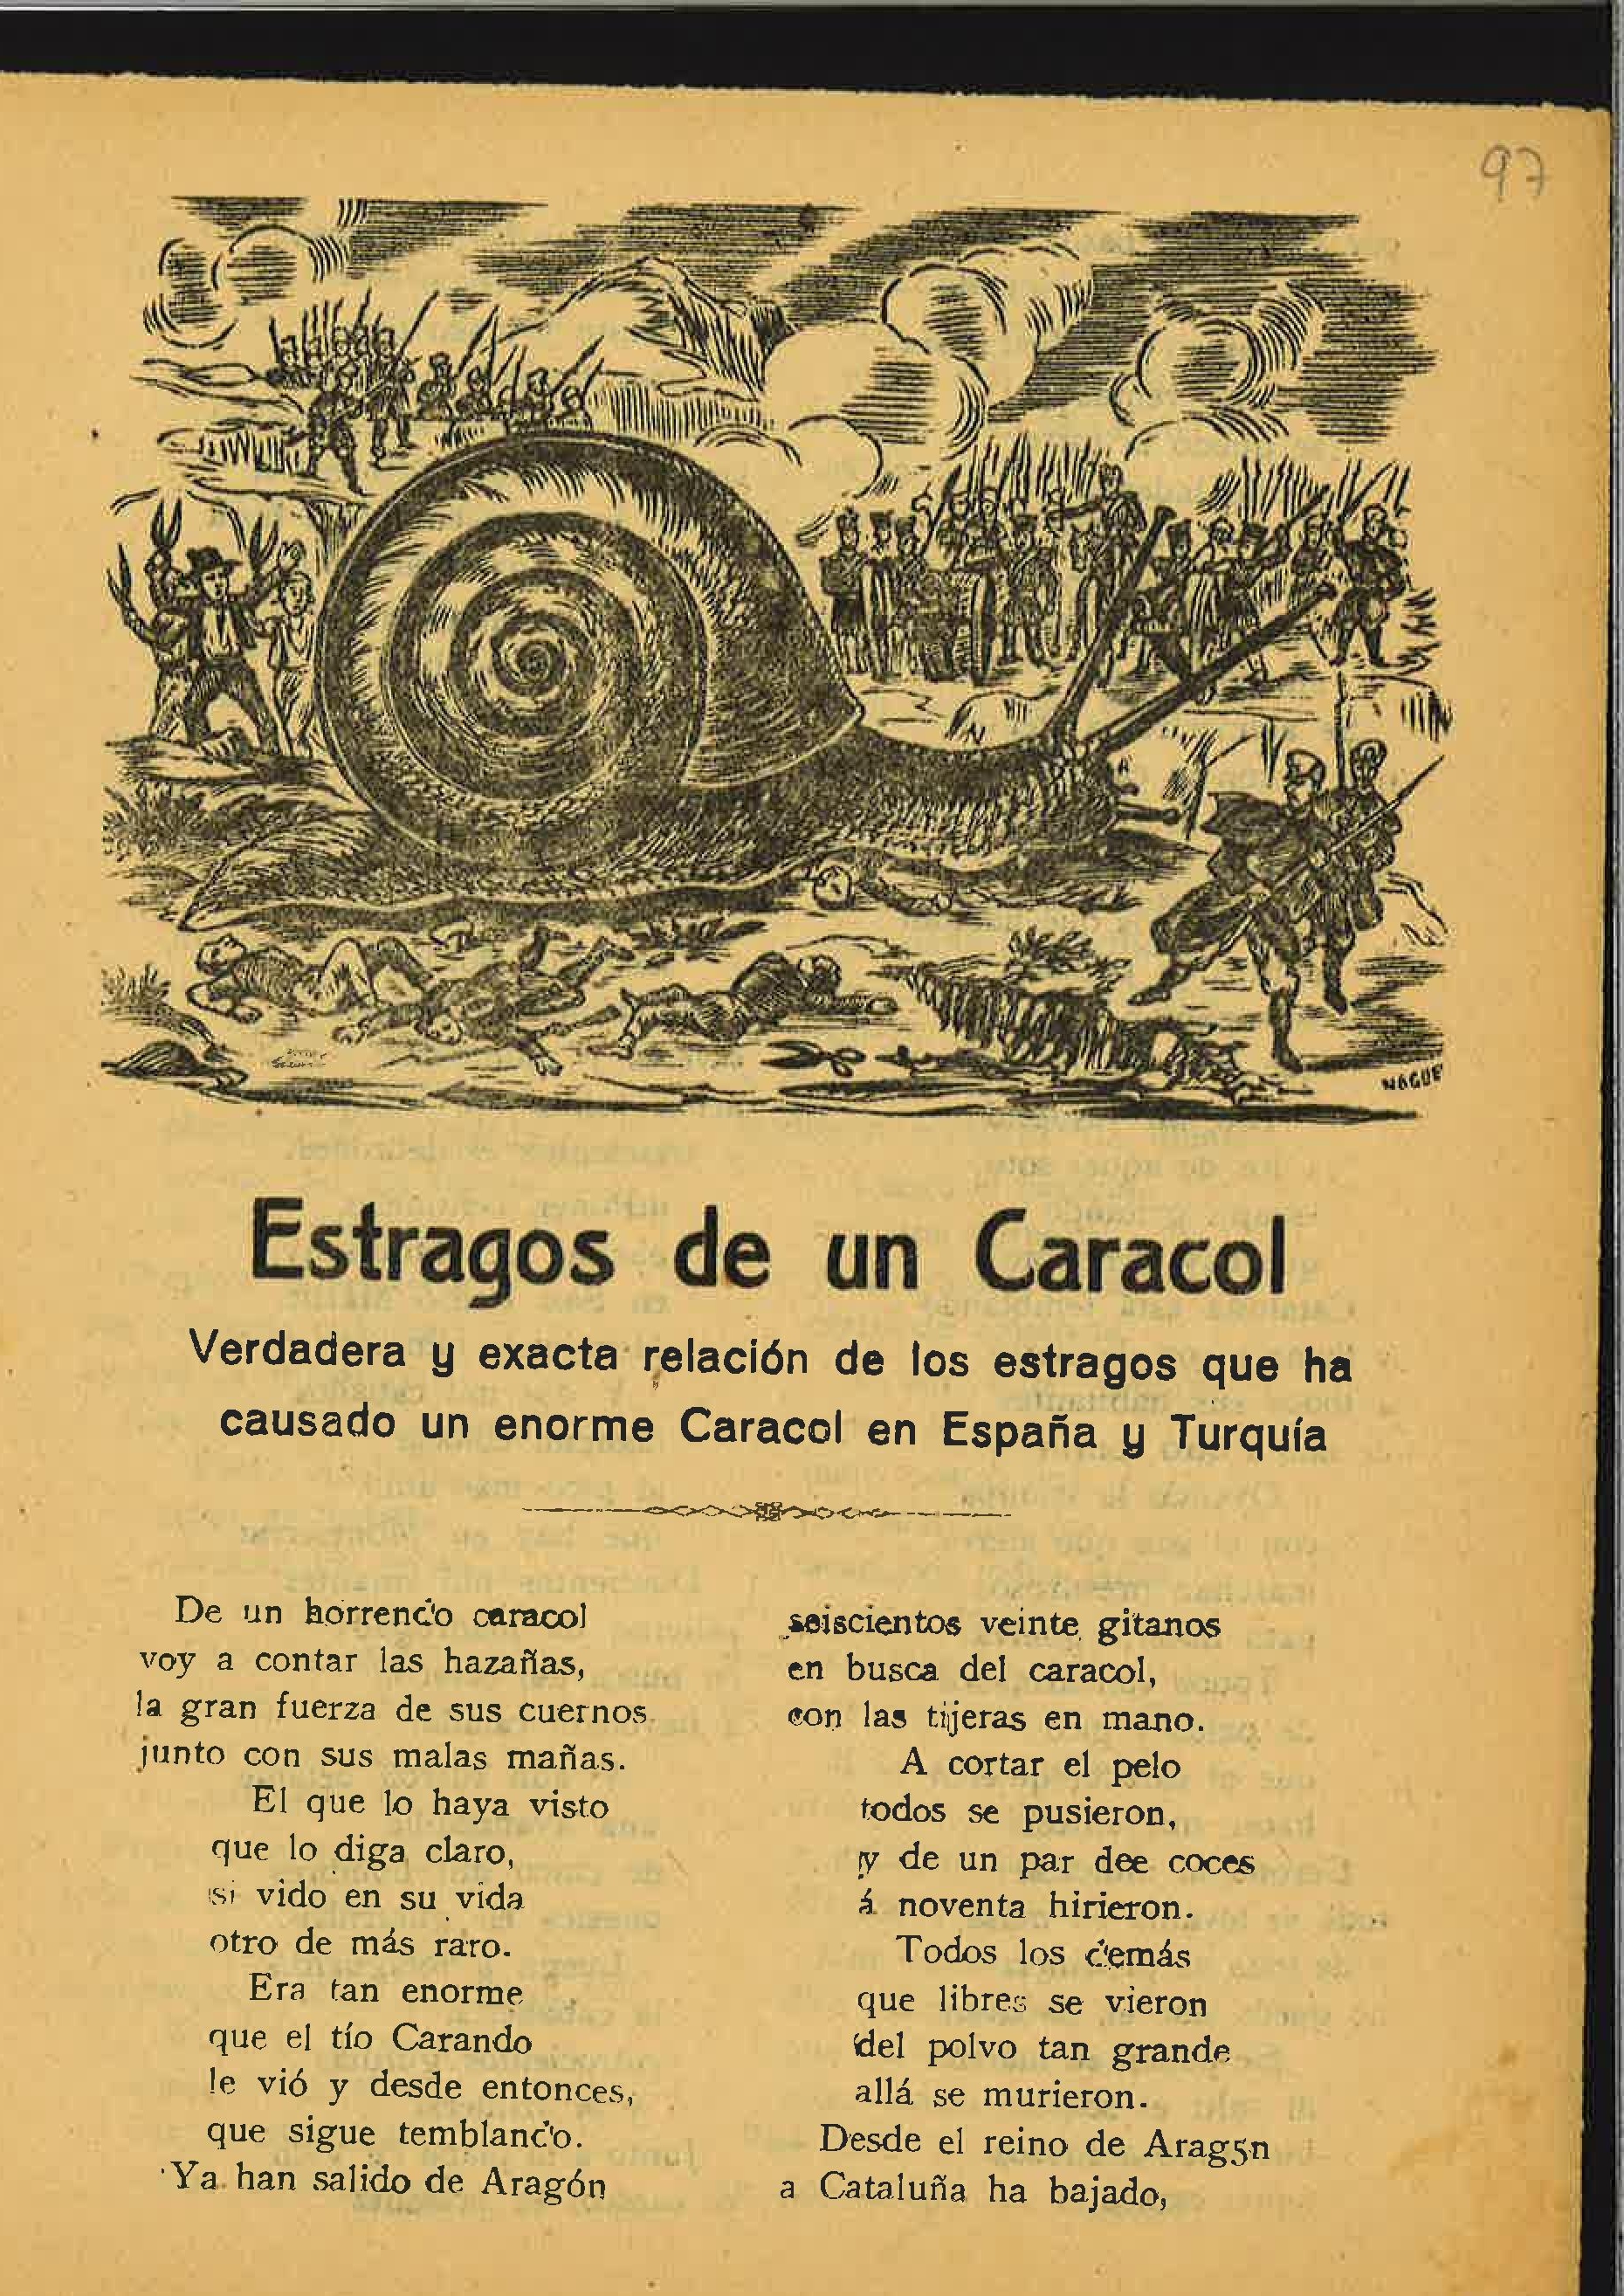 97
NOGUE
Estragos de un Caracol
Verdadera y exacta relación de los estragos que ha
causado un enorme Caracol en España y Turquía
De un horrendo caracol
voy a contar las hazañas,
la gran fuerza de sus cuernos
junto con sus malas mañas.
El que lo haya visto
que lo diga claro,
si vido en su vida
otro de más raro.
Era tan enorme
que el tío Carando
le vió y desde entonces,
que sigue temblando.
Ya han salido de Aragón
seiscientos veinte gitanos
en busca del caracol,
con las tijeras en mano.
A cortar el pelo
todos se pusieron,
y de un par dee coces
á noventa hirieron.
Todos los demás
que libres se vieron
del polvo tan grande
allá se murieron.
Desde el reino de Arag5n
a Cataluña ha bajado,